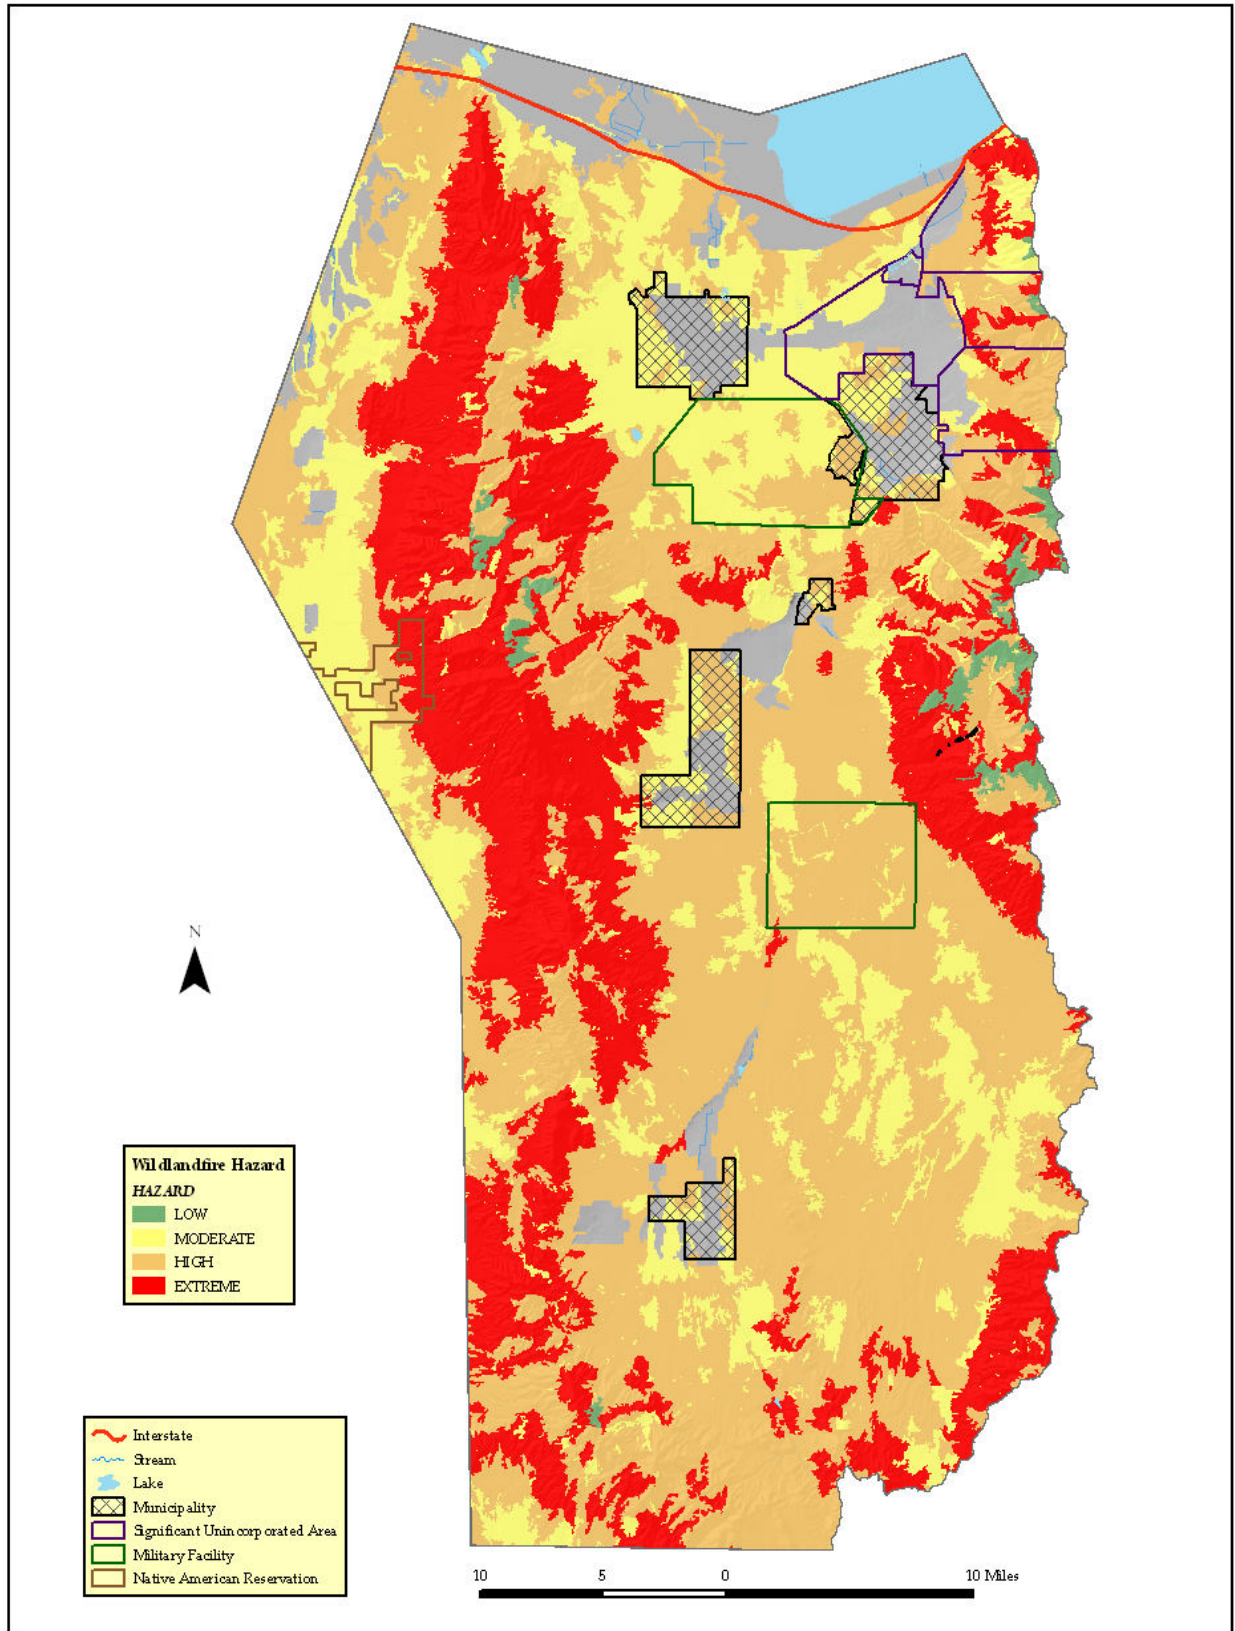 N
Wildlandfire Hazard
HAZARD
LOW
MODERATE
HIGH
EXTREME
Interstate
Stream
Lake
Municipality
Significant Unincorporated Area
Military Facility
Native American Reservation
10 5 0 10 Miles